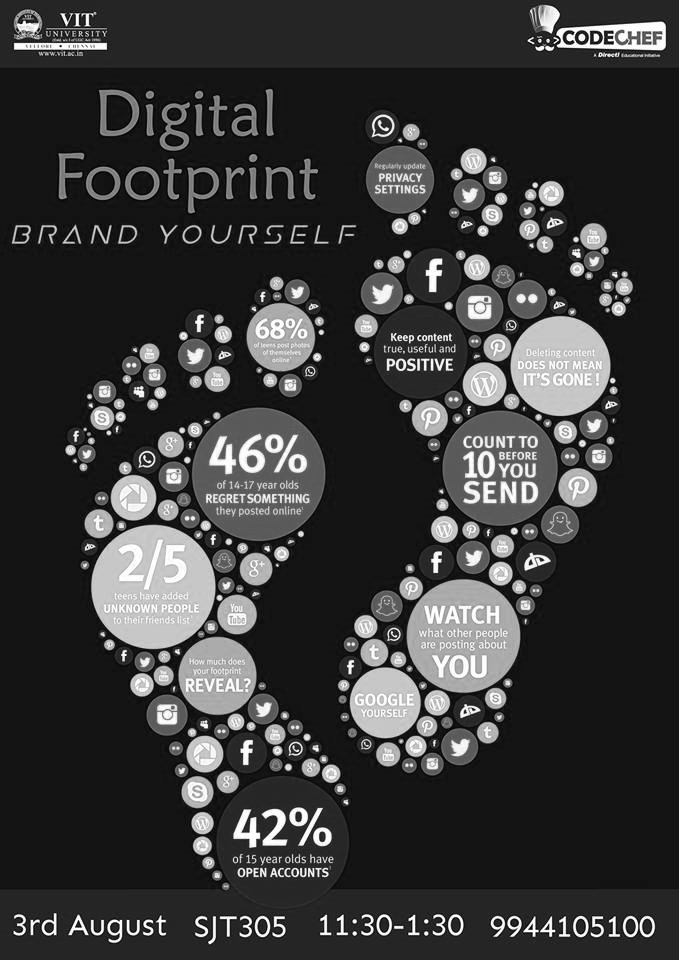 VIT
UNIVERSITY
(Estd. u/s 3 of UGC Act 1956)
VELLORE • CHENNAI
www.vit.ac.in
CODECHEF
A Directi Educational Initiative
Digital
Footprint
BRAND YOURSELF
Regularly update
PRIVACY
SETTINGS
68%
of teens post photos
of themselves
online
Keep content
true, useful and
POSITIVE
Deleting content
DOES NOT MEAN
IT'S GONE !
46%
of 14-17 year olds
REGRET SOMETHING
they posted online
COUNT TO
10 BEFORE YOU
SEND
2/5
teens have added
UNKNOWN PEOPLE
to their friends list
WATCH
what other people
are posting about
YOU
How much does
your footprint
REVEAL?
GOOGLE
YOURSELF
You
Tube
42%
of 15 year olds have
OPEN ACCOUNTS
3rd August SJT305 11:30-1:30 9944105100